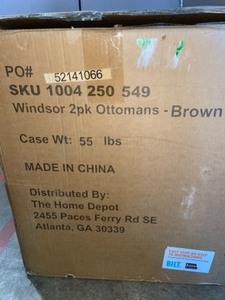 PO# 52141066
SKU 1004 250 549
Windsor 2pk Ottomans - Brown
Case Wt: 55 lbs
MADE IN CHINA
Distributed By:
The Home Depot
2455 Paces Ferry Rd SE
Atlanta, GA 30339
BILT